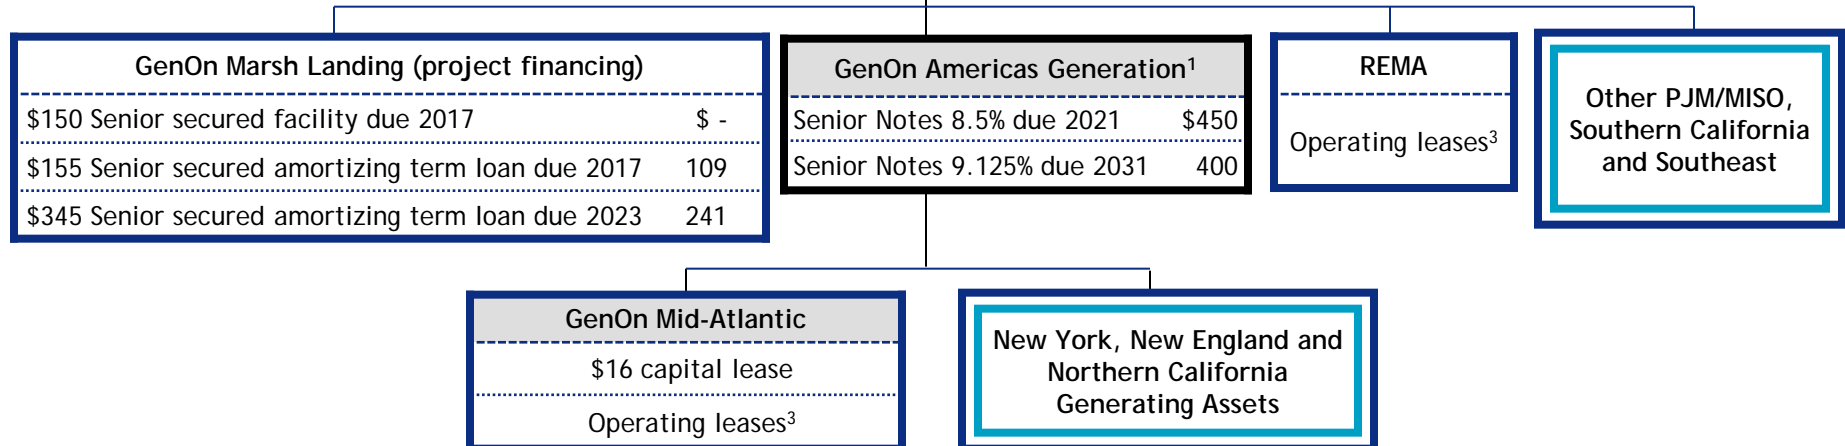 GenOn Marsh Landing (project financing)
$150 Senior secured facility due 2017 $ -
$155 Senior secured amortizing term loan due 2017 109
$345 Senior secured amortizing term loan due 2023 241
GenOn Americas Generation¹
Senior Notes 8.5% due 2021 $450
Senior Notes 9.125% due 2031 400
REMA
Operating leases³
Other PJM/MISO,
Southern California
and Southeast
GenOn Mid-Atlantic
$16 capital lease
Operating leases³
New York, New England and
Northern California
Generating Assets